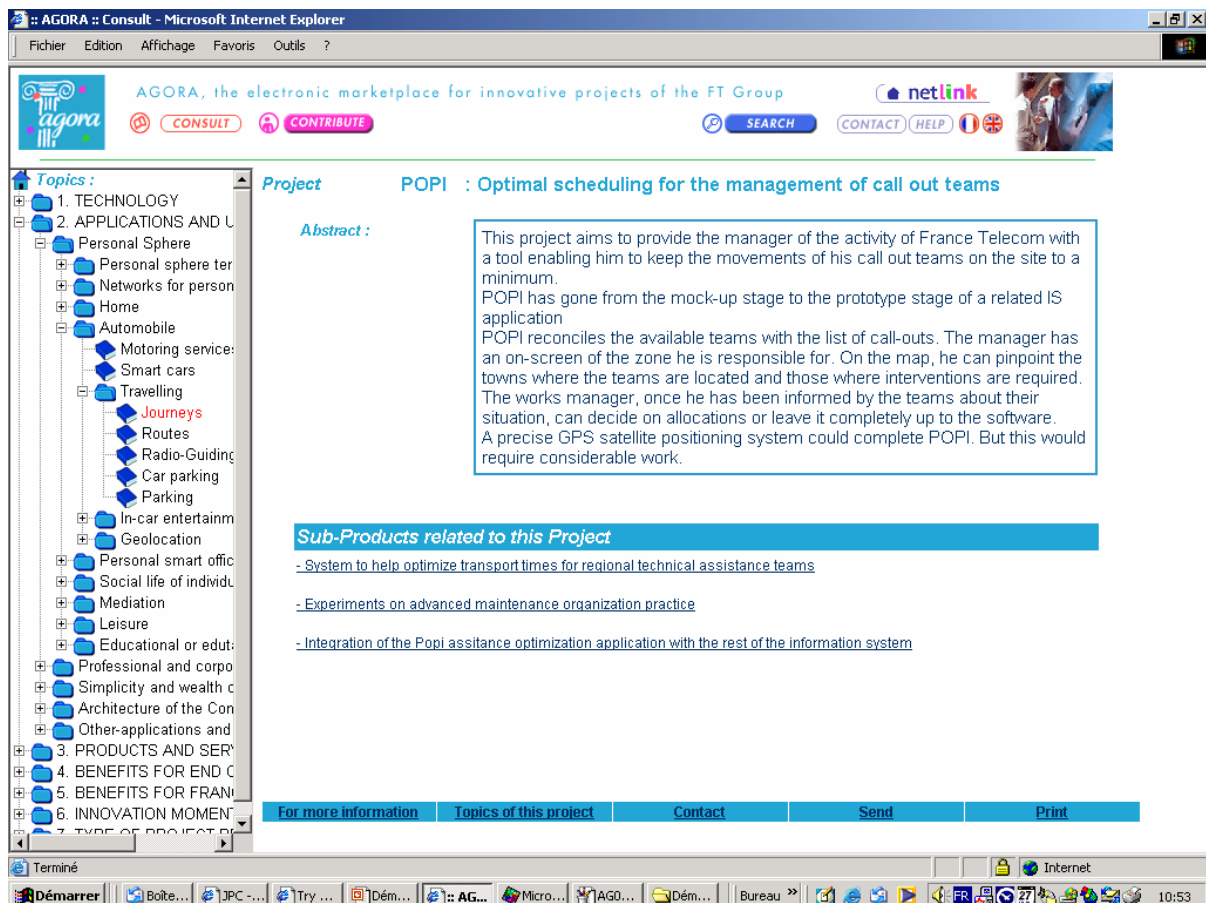 :: AGORA :: Consult - Microsoft Internet Explorer
Fichier Edition Affichage Favoris Outils ?
agora
AGORA, the electronic marketplace for innovative projects of the FT Group
netlink
CONSULT CONTRIBUTE SEARCH CONTACT HELP
Topics :
1. TECHNOLOGY
2. APPLICATIONS AND U
Personal Sphere
Personal sphere ter
Networks for person
Home
Automobile
Motoring service
Smart cars
Travelling
Journeys
Routes
Radio-Guiding
Car parking
Parking
In-car entertainm
Geolocation
Personal smart offic
Social life of individu
Mediation
Leisure
Educational or edut
Professional and corpo
Simplicity and wealth o
Architecture of the Con
Other-applications and
3. PRODUCTS AND SER
4. BENEFITS FOR END
5. BENEFITS FOR FRAN
6. INNOVATION MOMEN
7. TYPE OF PROJECT
Project POPI : Optimal scheduling for the management of call out teams
Abstract :
This project aims to provide the manager of the activity of France Telecom with
a tool enabling him to keep the movements of his call out teams on the site to a
minimum.
POPI has gone from the mock-up stage to the prototype stage of a related IS
application
POPI reconciles the available teams with the list of call-outs. The manager has
an on-screen of the zone he is responsible for. On the map, he can pinpoint the
towns where the teams are located and those where interventions are required.
The works manager, once he has been informed by the teams about their
situation, can decide on allocations or leave it completely up to the software.
A precise GPS satellite positioning system could complete POPI. But this would
require considerable work.
Sub-Products related to this Project
- System to help optimize transport times for regional technical assistance teams
- Experiments on advanced maintenance organization practice
- Integration of the Popi assitance optimization application with the rest of the information system
For more information Topics of this project Contact Send Print
Terminé Internet
Démarrer Boîte... JPC -... Try ... Dém... :: AG... Micro... AG0... Dém... Bureau » FR 27 10:53